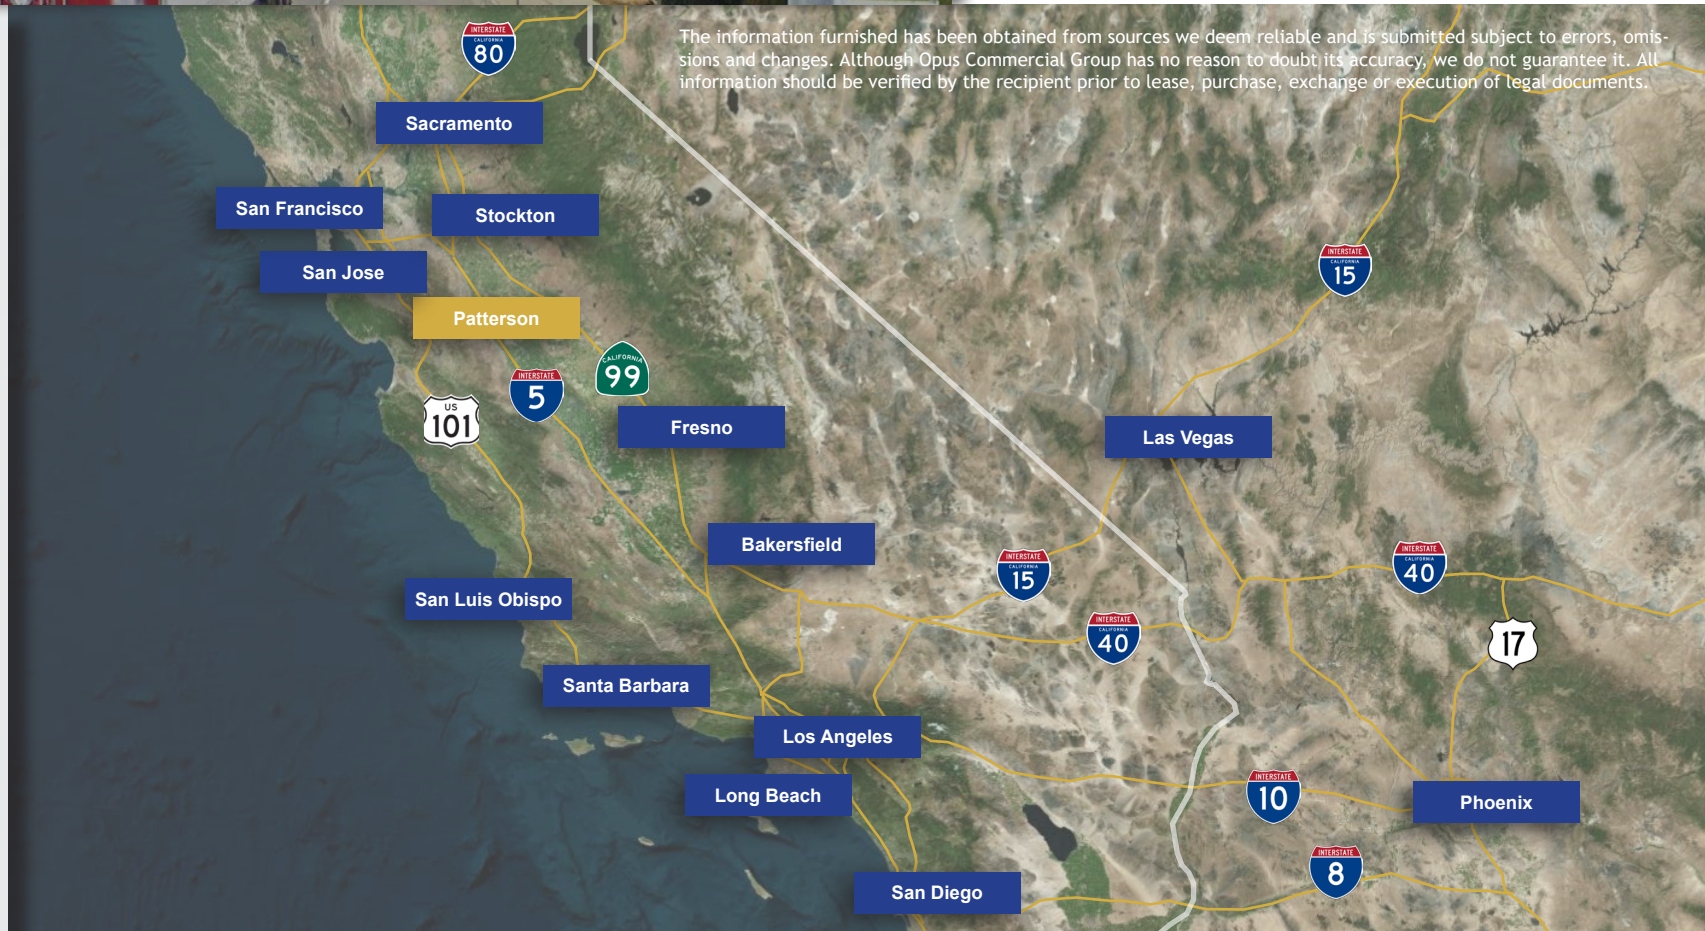 The information furnished has been obtained from sources we deem reliable and is submitted subject to errors, omis-
sions and changes. Although Opus Commercial Group has no reason to doubt its accuracy, we do not guarantee it. All
information should be verified by the recipient prior to lease, purchase, exchange or execution of legal documents.
INTERSTATE
CALIFORNIA
80
Sacramento
San Francisco
Stockton
San Jose
INTERSTATE
CALIFORNIA
15
Patterson
CALIFORNIA
99
INTERSTATE
5
US
101
Fresno
Las Vegas
Bakersfield
INTERSTATE
CALIFORNIA
15
INTERSTATE
CALIFORNIA
40
San Luis Obispo
INTERSTATE
CALIFORNIA
40
17
Santa Barbara
Los Angeles
Long Beach
INTERSTATE
10
Phoenix
INTERSTATE
8
San Diego